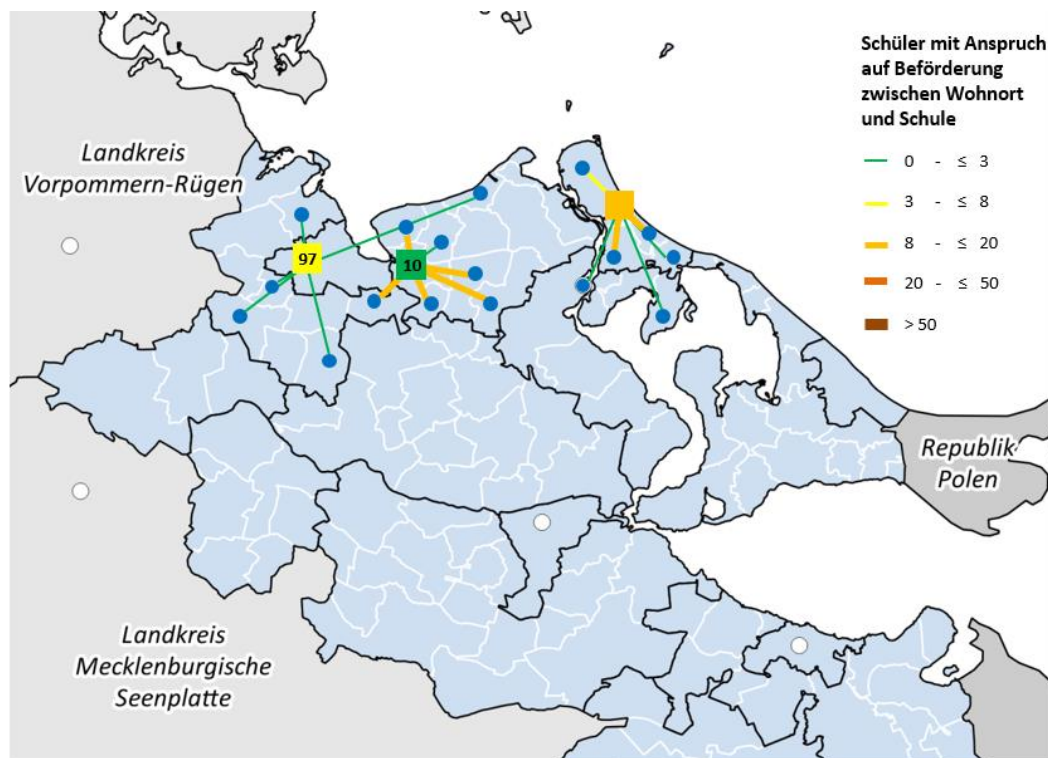 Schüler mit Anspruch
auf Beförderung
zwischen Wohnort
und Schule
0 - ≤ 3
3 - ≤ 8
8 - ≤ 20
20 - ≤ 50
> 50
Landkreis
Vorpommern-Rügen
97
10
Republik
Polen
Landkreis
Mecklenburgische
Seenplatte